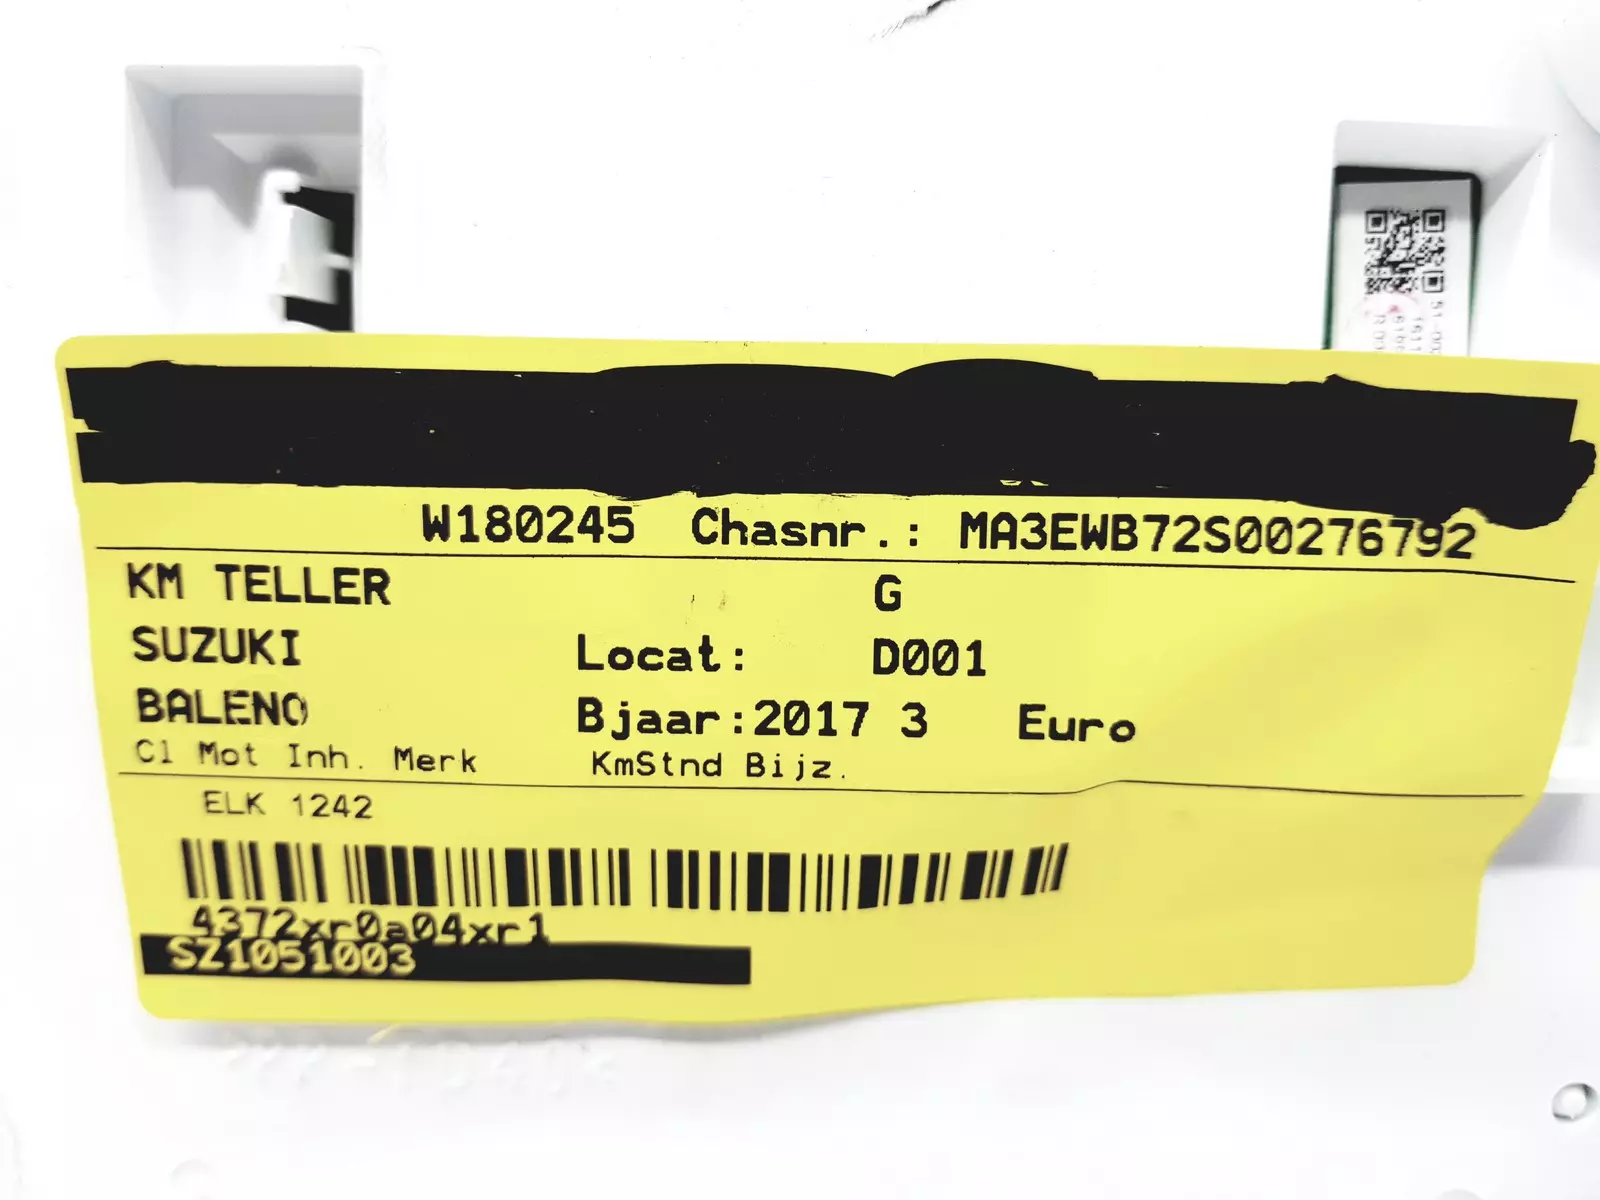 W180245 Chasnr.: MA3EWB72S00276792
KM TELLER G
SUZUKI Locat: D001
BALENO Bjaar:2017 3 Euro
Cl Mot Inh. Merk KmStnd Bijz.
ELK 1242
4372xr0a04xr1
SZ1051003